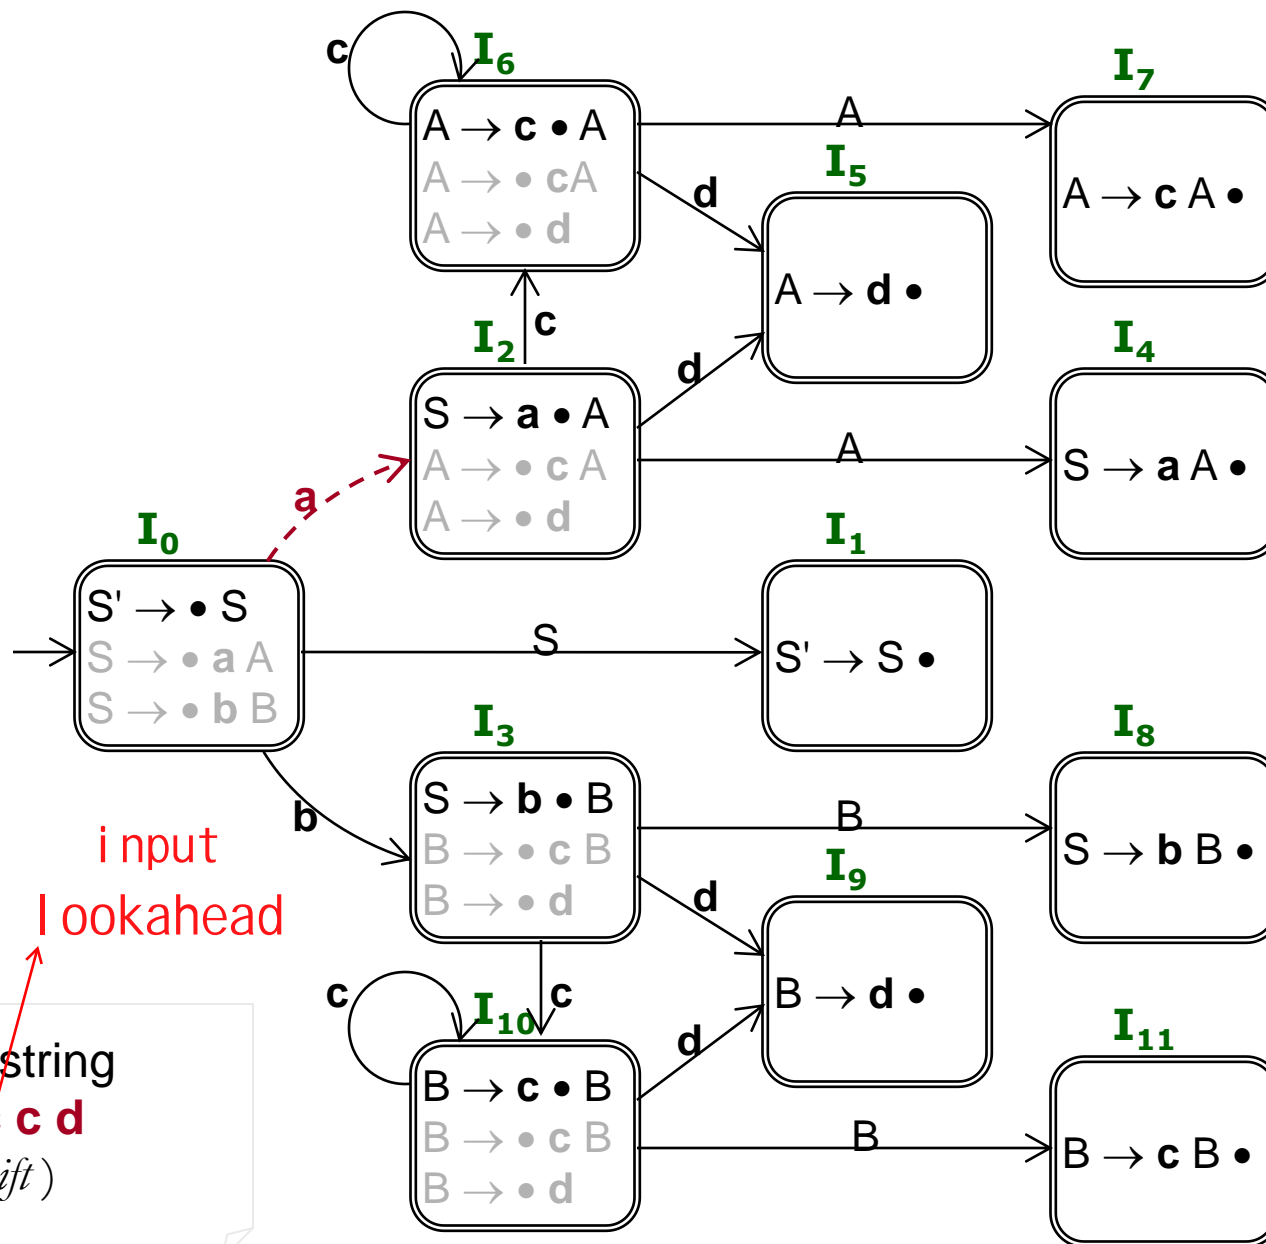 c
I6
A → c • A
A → • cA
A → • d
A
I7
A → c A •
d
I5
A → d •
c
I2
S → a • A
A → • c A
A → • d
d
A
I4
S → a A •
a
I0
S' → • S
S → • a A
S → • b B
S
I1
S' → S •
b
I3
S → b • B
B → • c B
B → • d
B
I8
S → b B •
d
I9
B → d •
c
c
I10
B → c • B
B → • c B
B → • d
d
B
I11
B → c B •
input
lookahead
string
c d
)